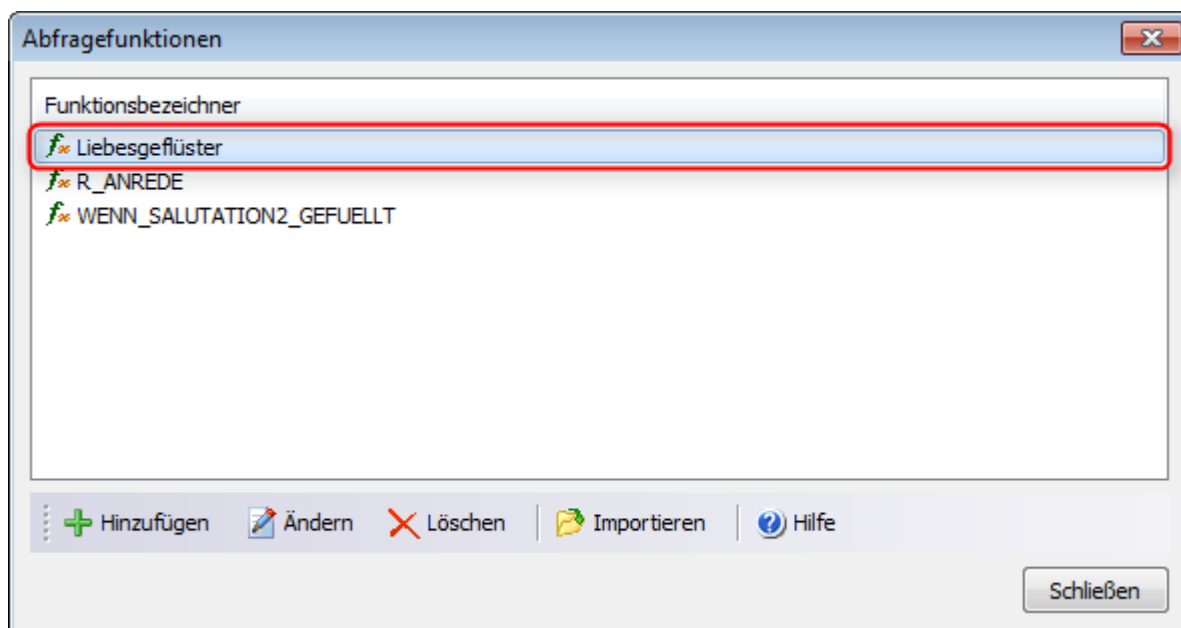 Abfragefunktionen
Funktionsbezeichner
Liebesgeflüster
R_ANREDE
WENN_SALUTATION2_GEFUELLT
Hinzufügen Ändern Löschen Importieren Hilfe
Schließen